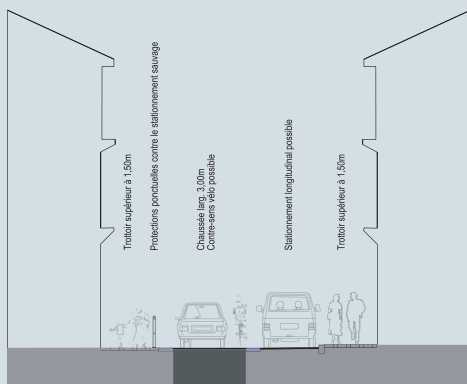 Trottoir supérieur à 1,50m
Protections ponctuelles contre le stationnement sauvage
Chaussée larg. 3,00m
Contre-sens vélo possible
Stationnement longitudinal possible
Trottoir supérieur à 1,50m